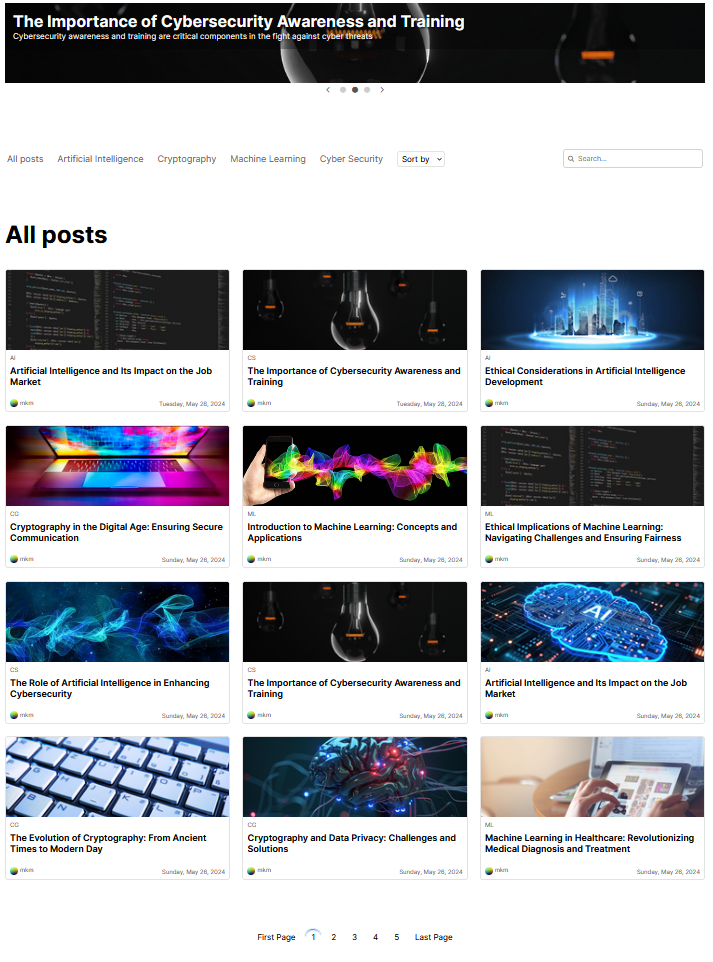 The Importance of Cybersecurity Awareness and Training
Cybersecurity awareness and training are critical components in the fight against cyber threats
All posts
Artificial Intelligence
Cryptography
Machine Learning
Cyber Security
Sort by
Search...
All posts
AI
Artificial Intelligence and Its Impact on the Job
Market
mkm
Tuesday, May 28, 2024
CS
The Importance of Cybersecurity Awareness and
Training
mkm
Tuesday, May 28, 2024
AI
Ethical Considerations in Artificial Intelligence
Development
mkm
Sunday, May 26, 2024
CG
Cryptography in the Digital Age: Ensuring Secure
Communication
mkm
Sunday, May 26, 2024
ML
Introduction to Machine Learning: Concepts and
Applications
mkm
Sunday, May 26, 2024
ML
Ethical Implications of Machine Learning:
Navigating Challenges and Ensuring Fairness
mkm
Sunday, May 26, 2024
CS
The Role of Artificial Intelligence in Enhancing
Cybersecurity
mkm
Sunday, May 26, 2024
CS
The Importance of Cybersecurity Awareness and
Training
mkm
Sunday, May 26, 2024
AI
AI
Artificial Intelligence and Its Impact on the Job
Market
mkm
Sunday, May 26, 2024
CG
The Evolution of Cryptography: From Ancient
Times to Modern Day
mkm
Sunday, May 26, 2024
CG
Cryptography and Data Privacy: Challenges and
Solutions
mkm
Sunday, May 26, 2024
ML
Machine Learning in Healthcare: Revolutionizing
Medical Diagnosis and Treatment
mkm
Sunday, May 26, 2024
First Page 1 2 3 4 5 Last Page